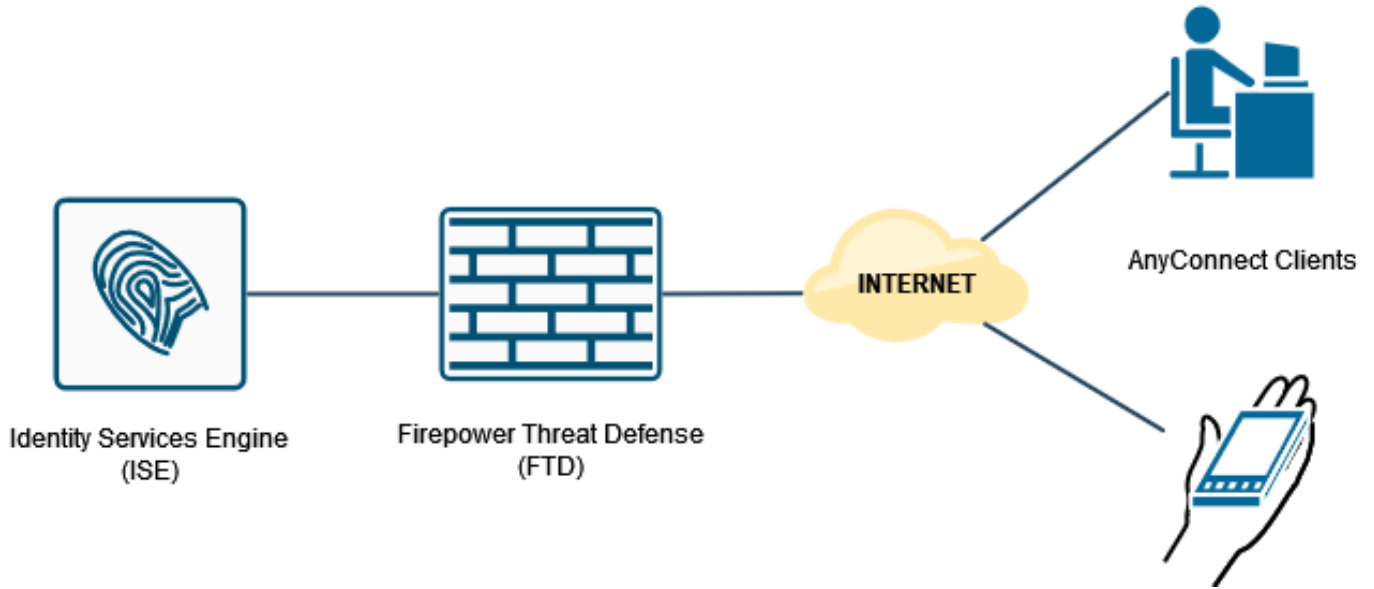 Identity Services Engine
(ISE)
Firepower Threat Defense
(FTD)
INTERNET
AnyConnect Clients